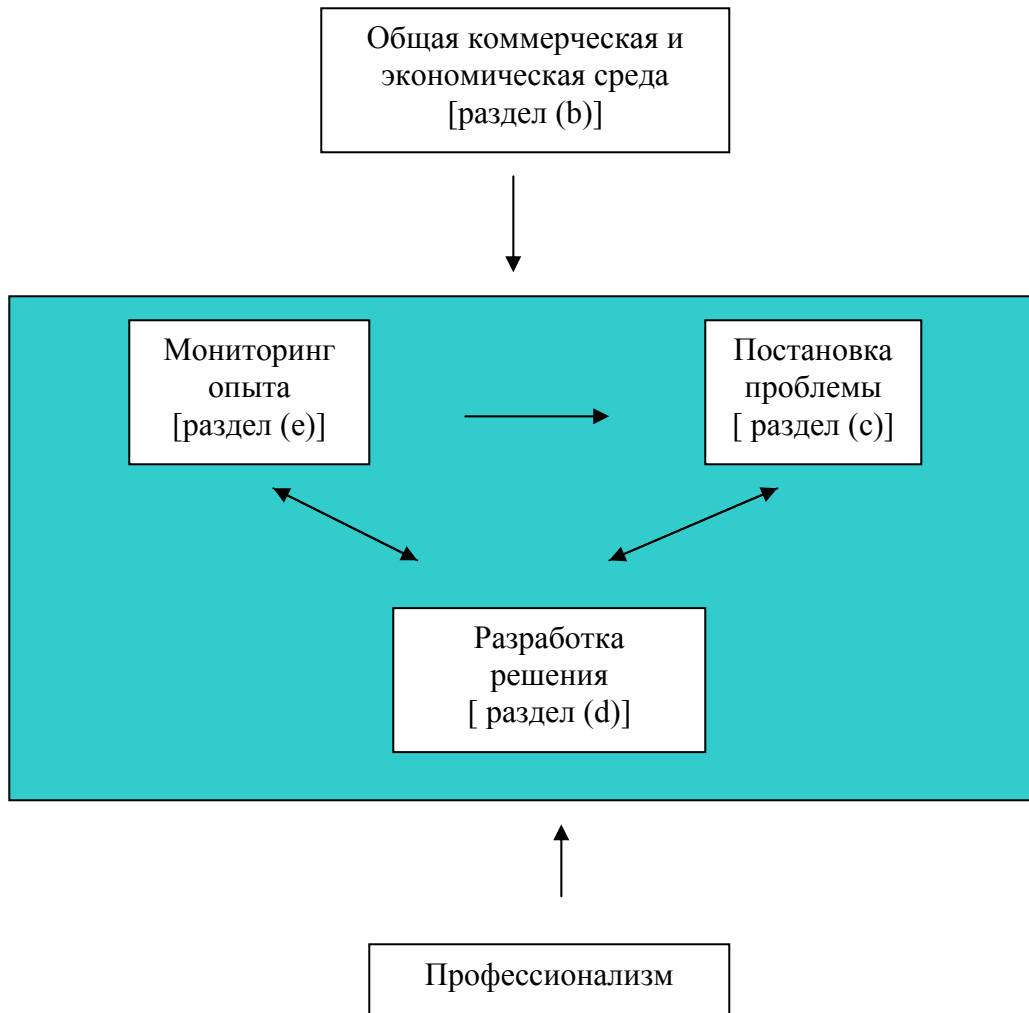 Общая коммерческая и
экономическая среда
[раздел (b)]
Мониторинг
опыта
[раздел (e)]
Постановка
проблемы
[ раздел (c)]
Разработка
решения
[ раздел (d)]
Профессионализм